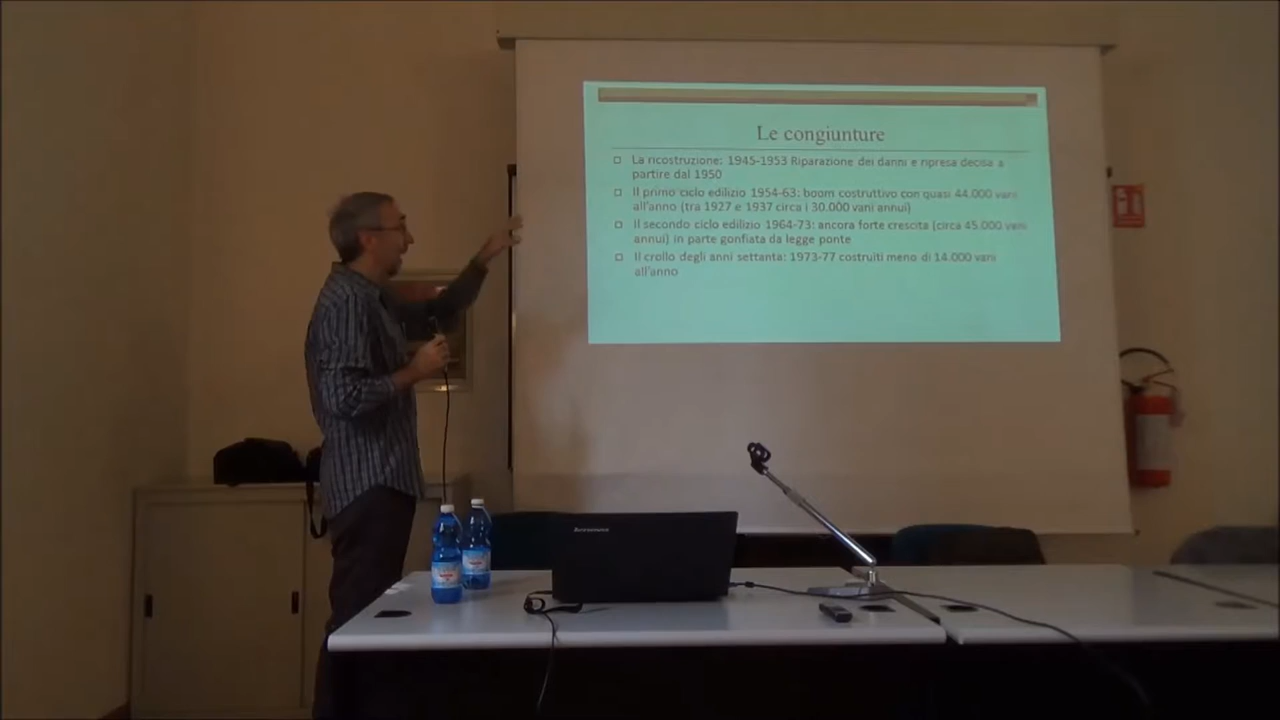 Le congiunture
La ricostruzione: 1945-1953 Riparazione dei danni e ripresa decisa a
partire dal 1950
Il primo ciclo edilizio 1954-63: boom costruttivo con quasi 44.000 vani
all'anno (tra 1927 e 1937 circa i 30.000 vani annui)
Il secondo ciclo edilizio 1964-73: ancora forte crescita (circa 45.000 vani
annui) in parte gonfiata da legge ponte
Il crollo degli anni settanta: 1973-77 costruiti meno di 14.000 vani
all'anno
Lenovo